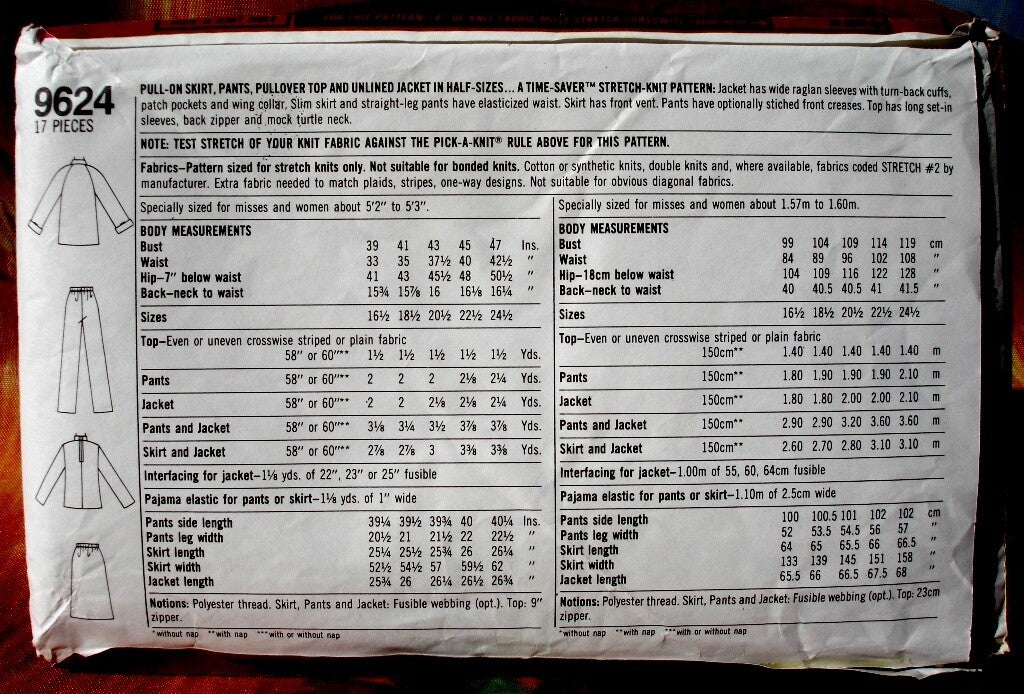 FOR THIS PATTERN
OF KNIT FABRIC MUST STRETCH CROSSWISE FROM HERE
9624
17 PIECES
PULL-ON SKIRT, PANTS, PULLOVER TOP AND UNLINED JACKET IN HALF-SIZES... A TIME-SAVER™ STRETCH-KNIT PATTERN: Jacket has wide raglan sleeves with turn-back cuffs,
patch pockets and wing collar. Slim skirt and straight-leg pants have elasticized waist. Skirt has front vent. Pants have optionally stiched front creases. Top has long set-in
sleeves, back zipper and mock turtle neck.
NOTE: TEST STRETCH OF YOUR KNIT FABRIC AGAINST THE PICK-A-KNIT® RULE ABOVE FOR THIS PATTERN.
Fabrics–Pattern sized for stretch knits only. Not suitable for bonded knits. Cotton or synthetic knits, double knits and, where available, fabrics coded STRETCH #2 by
manufacturer. Extra fabric needed to match plaids, stripes, one-way designs. Not suitable for obvious diagonal fabrics.
Specially sized for misses and women about 5'2" to 5'3".
BODY MEASUREMENTS
Bust 39 41 43 45 47 Ins.
Waist 33 35 37½ 40 42½ "
Hip–7" below waist 41 43 45½ 48 50½ "
Back–neck to waist 15¾ 15⅞ 16 16⅛ 16¼ "
Sizes 16½ 18½ 20½ 22½ 24½
Top–Even or uneven crosswise striped or plain fabric
58" or 60"** 1½ 1½ 1½ 1½ 1½ Yds.
Pants 58" or 60"** 2 2 2 2⅛ 2¼ Yds.
Jacket 58" or 60"** 2 2 2⅛ 2⅛ 2¼ Yds.
Pants and Jacket 58" or 60"** 3⅛ 3¼ 3½ 3⅞ 3⅞ Yds.
Skirt and Jacket 58" or 60"** 2⅞ 2⅞ 3 3⅜ 3⅜ Yds.
Interfacing for jacket–1⅛ yds. of 22", 23" or 25" fusible
Pajama elastic for pants or skirt–1⅛ yds. of 1" wide
Pants side length 39¼ 39½ 39¾ 40 40¼ Ins.
Pants leg width 20½ 21 21½ 22 22½ "
Skirt length 25¼ 25½ 25¾ 26 26¼ "
Skirt width 52½ 54½ 57 59½ 62 "
Jacket length 25¾ 26 26¼ 26½ 26¾ "
Notions: Polyester thread. Skirt, Pants and Jacket: Fusible webbing (opt.). Top: 9"
zipper.
*without nap **with nap ***with or without nap
Specially sized for misses and women about 1.57m to 1.60m.
BODY MEASUREMENTS
Bust 99 104 109 114 119 cm
Waist 84 89 96 102 108 "
Hip–18cm below waist 104 109 116 122 128 "
Back–neck to waist 40 40.5 40.5 41 41.5 "
Sizes 16½ 18½ 20½ 22½ 24½
Top–Even or uneven crosswise striped or plain fabric
150cm** 1.40 1.40 1.40 1.40 1.40 m
Pants 150cm** 1.80 1.90 1.90 1.90 2.10 m
Jacket 150cm** 1.80 1.80 2.00 2.00 2.10 m
Pants and Jacket 150cm** 2.90 2.90 3.20 3.60 3.60 m
Skirt and Jacket 150cm** 2.60 2.70 2.80 3.10 3.10 m
Interfacing for jacket–1.00m of 55, 60, 64cm fusible
Pajama elastic for pants or skirt–1.10m of 2.5cm wide
Pants side length 100 100.5 101 102 102 cm
Pants leg width 52 53.5 54.5 56 57 "
Skirt length 64 65 65.5 66 66.5 "
Skirt width 133 139 145 151 158 "
Jacket length 65.5 66 66.5 67.5 68 "
Notions: Polyester thread. Skirt, Pants and Jacket: Fusible webbing (opt.). Top: 23cm
zipper.
*without nap **with nap ***with or without nap